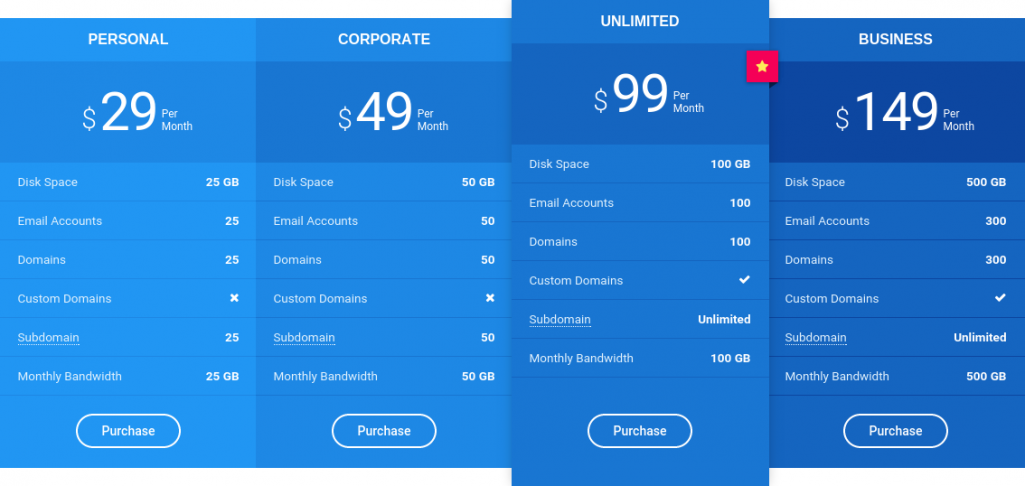 PERSONAL
$ 29 Per Month
Disk Space 25 GB
Email Accounts 25
Domains 25
Custom Domains ✖
Subdomain 25
Monthly Bandwidth 25 GB
Purchase
CORPORATE
$ 49 Per Month
Disk Space 50 GB
Email Accounts 50
Domains 50
Custom Domains ✖
Subdomain 50
Monthly Bandwidth 50 GB
Purchase
UNLIMITED
$ 99 Per Month
Disk Space 100 GB
Email Accounts 100
Domains 100
Custom Domains ✔
Subdomain Unlimited
Monthly Bandwidth 100 GB
Purchase
BUSINESS
$ 149 Per Month
Disk Space 500 GB
Email Accounts 300
Domains 300
Custom Domains ✔
Subdomain Unlimited
Monthly Bandwidth 500 GB
Purchase